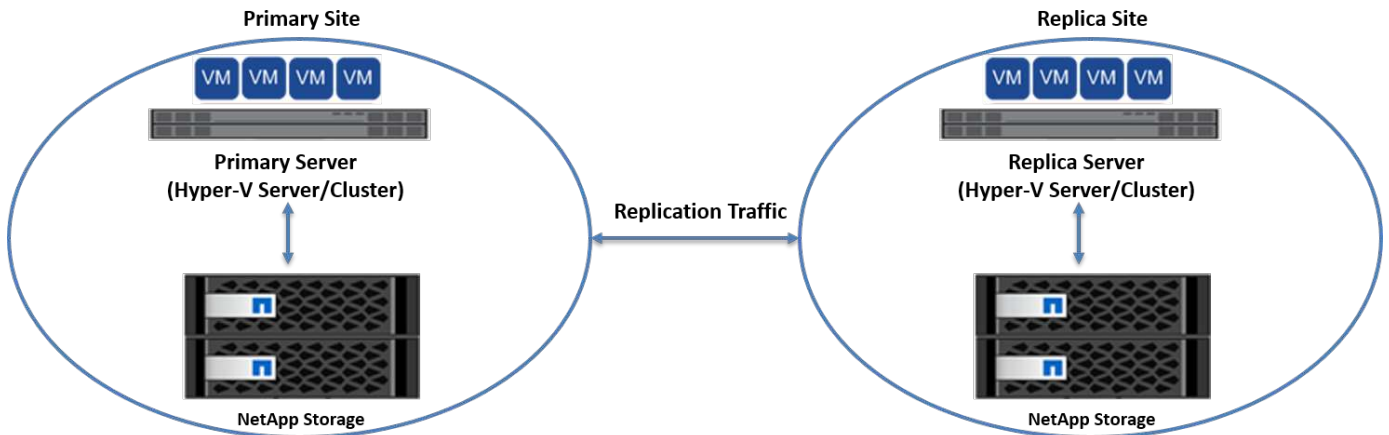 Primary Site
VM VM VM VM
Primary Server
(Hyper-V Server/Cluster)
NetApp Storage
Replication Traffic
Replica Site
VM VM VM VM
Replica Server
(Hyper-V Server/Cluster)
NetApp Storage